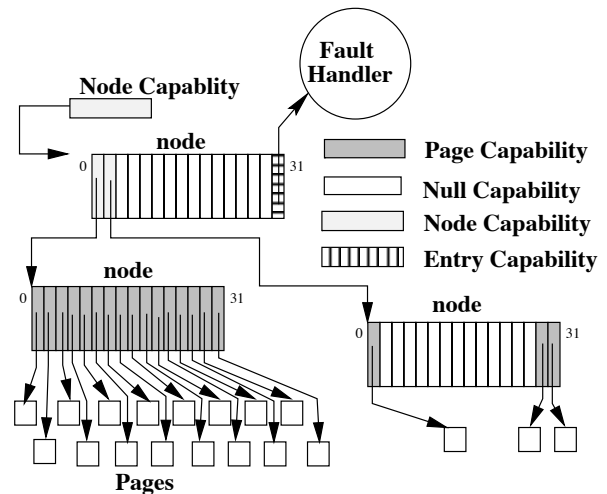 Fault
Handler
Node Capablity
node
0
31
Page Capability
Null Capability
Node Capability
Entry Capability
node
0
31
node
0
31
Pages